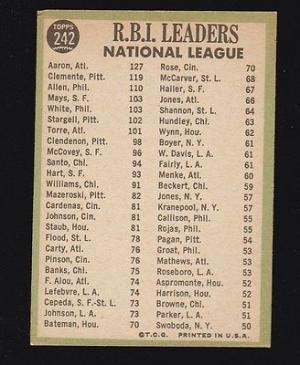 TOPPS
242
R.B.I. LEADERS
NATIONAL LEAGUE
Aaron, Atl. 127
Clemente, Pitt. 119
Allen, Phil. 110
Mays, S. F. 103
White, Phil. 103
Stargell, Pitt. 102
Torre, Atl. 101
Clendenon, Pitt. 98
McCovey, S. F. 96
Santo, Chi. 94
Hart, S. F. 93
Williams, Chi. 91
Mazeroski, Pitt. 82
Cardenas, Cin. 81
Johnson, Cin. 81
Staub, Hou. 81
Flood, St. L. 78
Carty, Atl. 76
Pinson, Cin. 76
Banks, Chi. 75
F. Alou, Atl. 74
Lefebvre, L. A. 74
Cepeda, S. F.-St. L. 73
Johnson, L. A. 73
Bateman, Hou. 70
Rose, Cin. 70
McCarver, St. L. 68
Haller, S. F. 67
Jones, Atl. 66
Shannon, St. L. 64
Hundley, Chi. 63
Wynn, Hou. 62
Boyer, N. Y. 61
W. Davis, L. A. 61
Fairly, L. A. 61
Menke, Atl. 60
Beckert, Chi. 59
Jones, N. Y. 57
Kranepool, N. Y. 57
Callison, Phil. 55
Rojas, Phil. 55
Pagan, Pitt. 54
Groat, Phil. 53
Mathews, Atl. 53
Roseboro, L. A. 53
Aspromonte, Hou. 52
Harrison, Hou. 52
Browne, Chi. 51
Parker, L. A. 51
Swoboda, N. Y. 50
© T.C.G. PRINTED IN U.S.A.